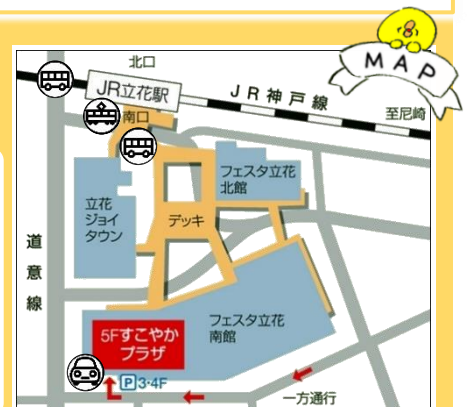 MAP
北口
JR立花駅
JR神戸線
至尼崎
南口
フェスタ立花
北館
立花
ジョイ
タウン
デッキ
道意線
フェスタ立花
南館
5Fすこやか
プラザ
P 3・4F
一方通行